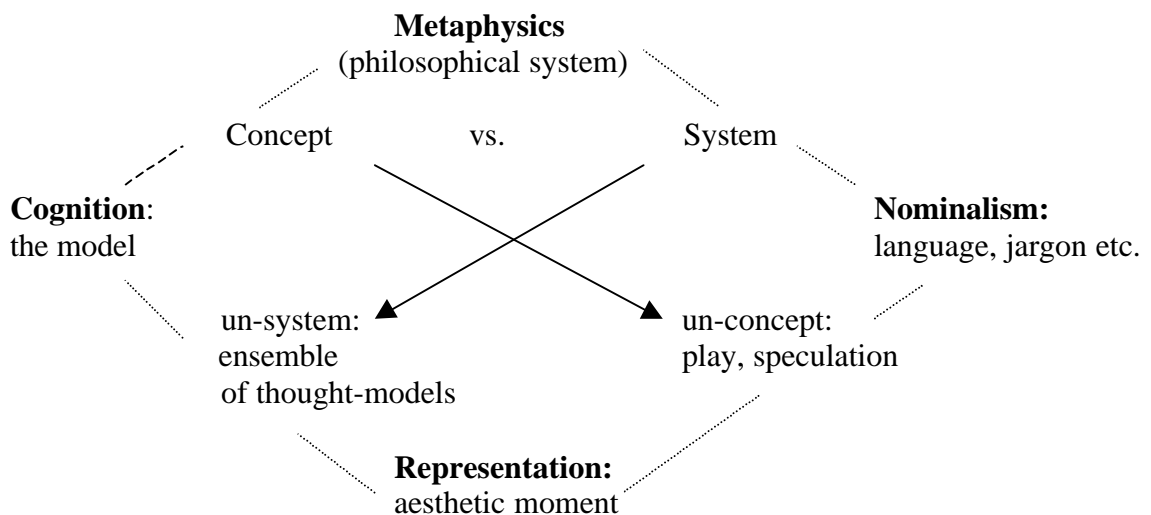 Metaphysics
(philosophical system)
Concept vs. System
Cognition:
the model
Nominalism:
language, jargon etc.
un-system:
ensemble
of thought-models
un-concept:
play, speculation
Representation:
aesthetic moment